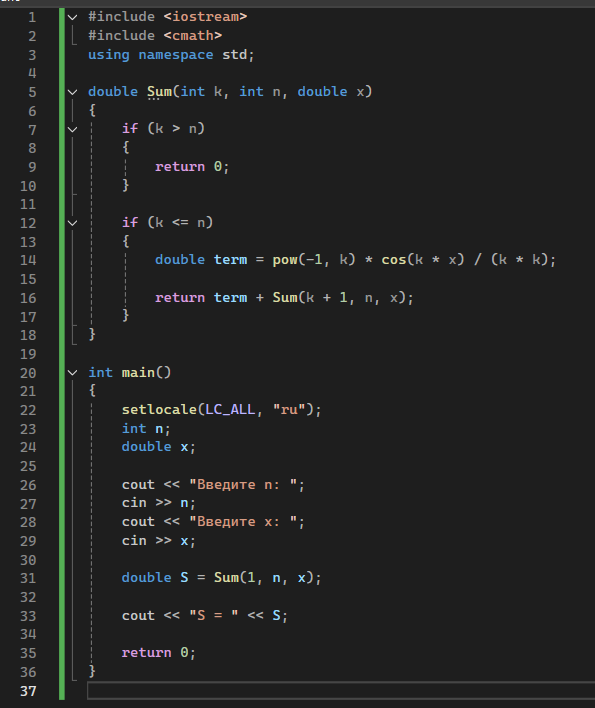 1 #include <iostream>
2 #include <cmath>
3 using namespace std;
4
5 double Sum(int k, int n, double x)
6 {
7 if (k > n)
8 {
9 return 0;
10 }
11
12 if (k <= n)
13 {
14 double term = pow(-1, k) * cos(k * x) / (k * k);
15
16 return term + Sum(k + 1, n, x);
17 }
18 }
19
20 int main()
21 {
22 setlocale(LC_ALL, "ru");
23 int n;
24 double x;
25
26 cout << "Введите n: ";
27 cin >> n;
28 cout << "Введите x: ";
29 cin >> x;
30
31 double S = Sum(1, n, x);
32
33 cout << "S = " << S;
34
35 return 0;
36 }
37